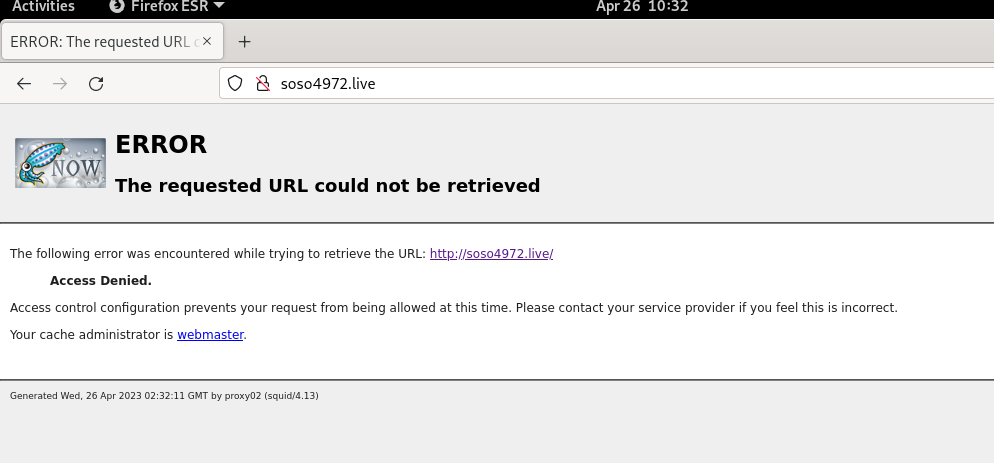 Activities Firefox ESR Apr 26 10:32
ERROR: The requested URL
soso4972.live
NOW
ERROR
The requested URL could not be retrieved
The following error was encountered while trying to retrieve the URL: http://soso4972.live/
Access Denied.
Access control configuration prevents your request from being allowed at this time. Please contact your service provider if you feel this is incorrect.
Your cache administrator is webmaster.
Generated Wed, 26 Apr 2023 02:32:11 GMT by proxy02 (squid/4.13)